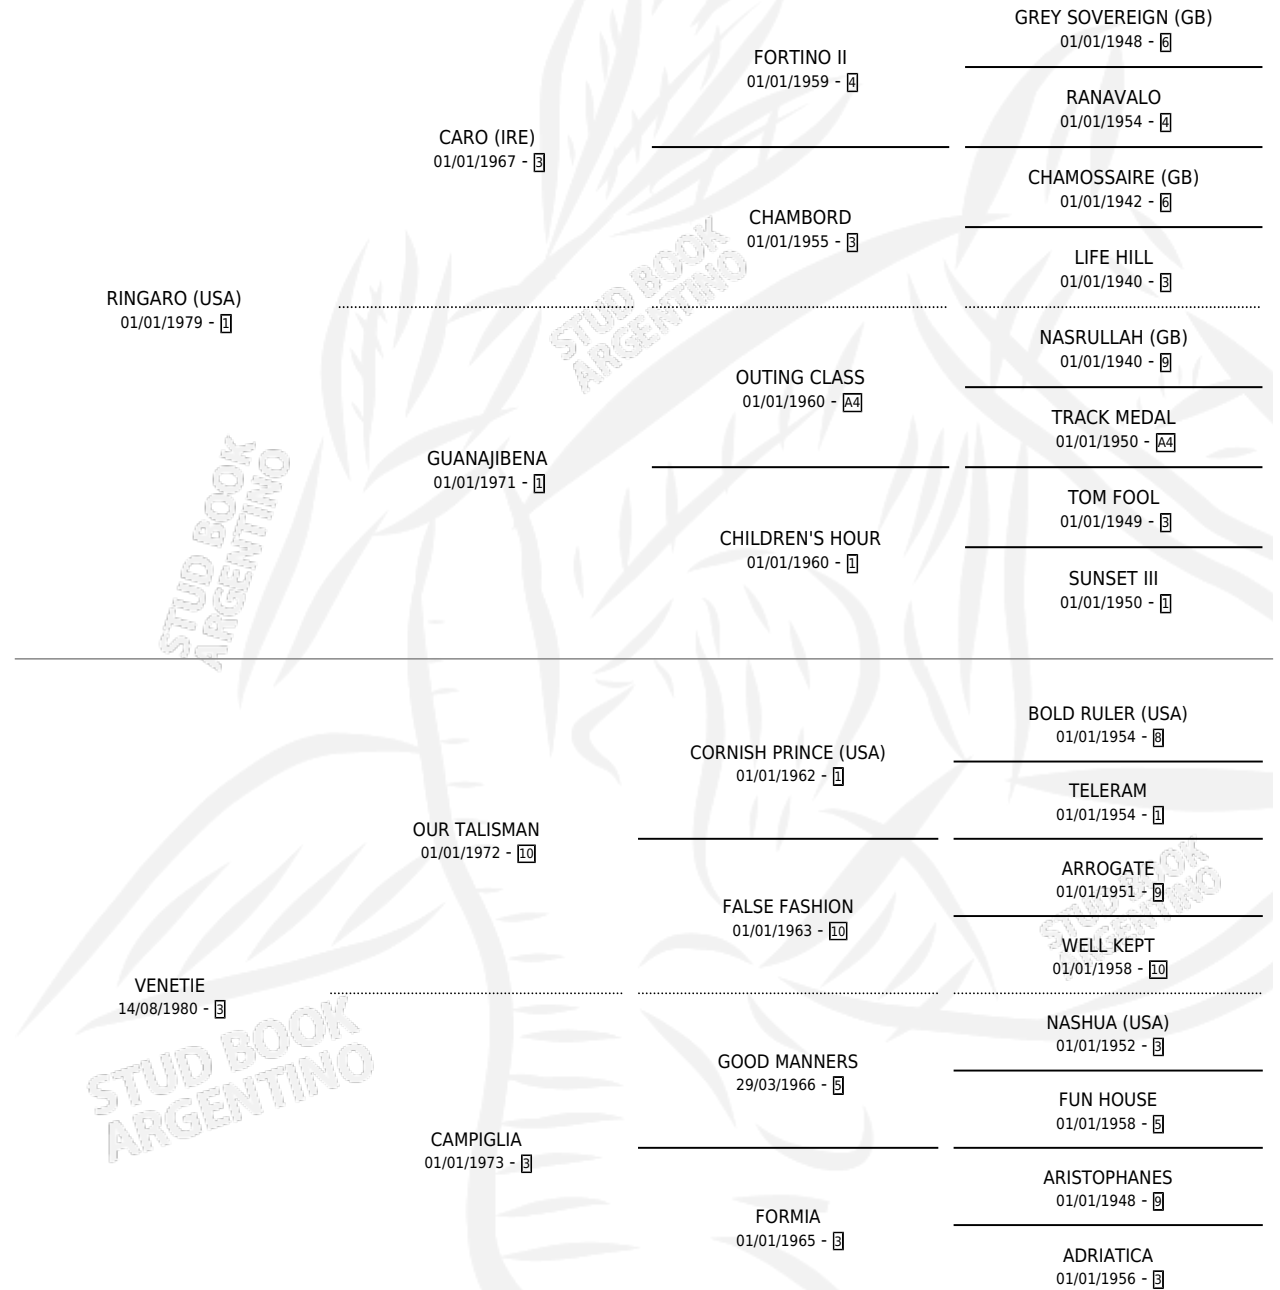 GREY SOVEREIGN (GB)
01/01/1948 - 6
FORTINO II
01/01/1959 - 4
RANAVALO
01/01/1954 - 4
CARO (IRE)
01/01/1967 - 3
CHAMOSSAIRE (GB)
01/01/1942 - 6
CHAMBORD
01/01/1955 - 3
LIFE HILL
01/01/1940 - 3
RINGARO (USA)
01/01/1979 - 1
NASRULLAH (GB)
01/01/1940 - 9
OUTING CLASS
01/01/1960 - A4
TRACK MEDAL
01/01/1950 - A4
GUANAJIBENA
01/01/1971 - 1
TOM FOOL
01/01/1949 - 3
CHILDREN'S HOUR
01/01/1960 - 1
SUNSET III
01/01/1950 - 1
STUD BOOK
ARGENTINO
STUD BOOK
ARGENTINO
BOLD RULER (USA)
01/01/1954 - 8
CORNISH PRINCE (USA)
01/01/1962 - 1
TELERAM
01/01/1954 - 1
OUR TALISMAN
01/01/1972 - 10
ARROGATE
01/01/1951 - 9
FALSE FASHION
01/01/1963 - 10
WELL KEPT
01/01/1958 - 10
VENETIE
14/08/1980 - 3
NASHUA (USA)
01/01/1952 - 3
GOOD MANNERS
29/03/1966 - 5
FUN HOUSE
01/01/1958 - 5
CAMPIGLIA
01/01/1973 - 3
ARISTOPHANES
01/01/1948 - 9
FORMIA
01/01/1965 - 3
ADRIATICA
01/01/1956 - 3
STUD BOOK
ARGENTINO
STUD BOOK
ARGENTINO